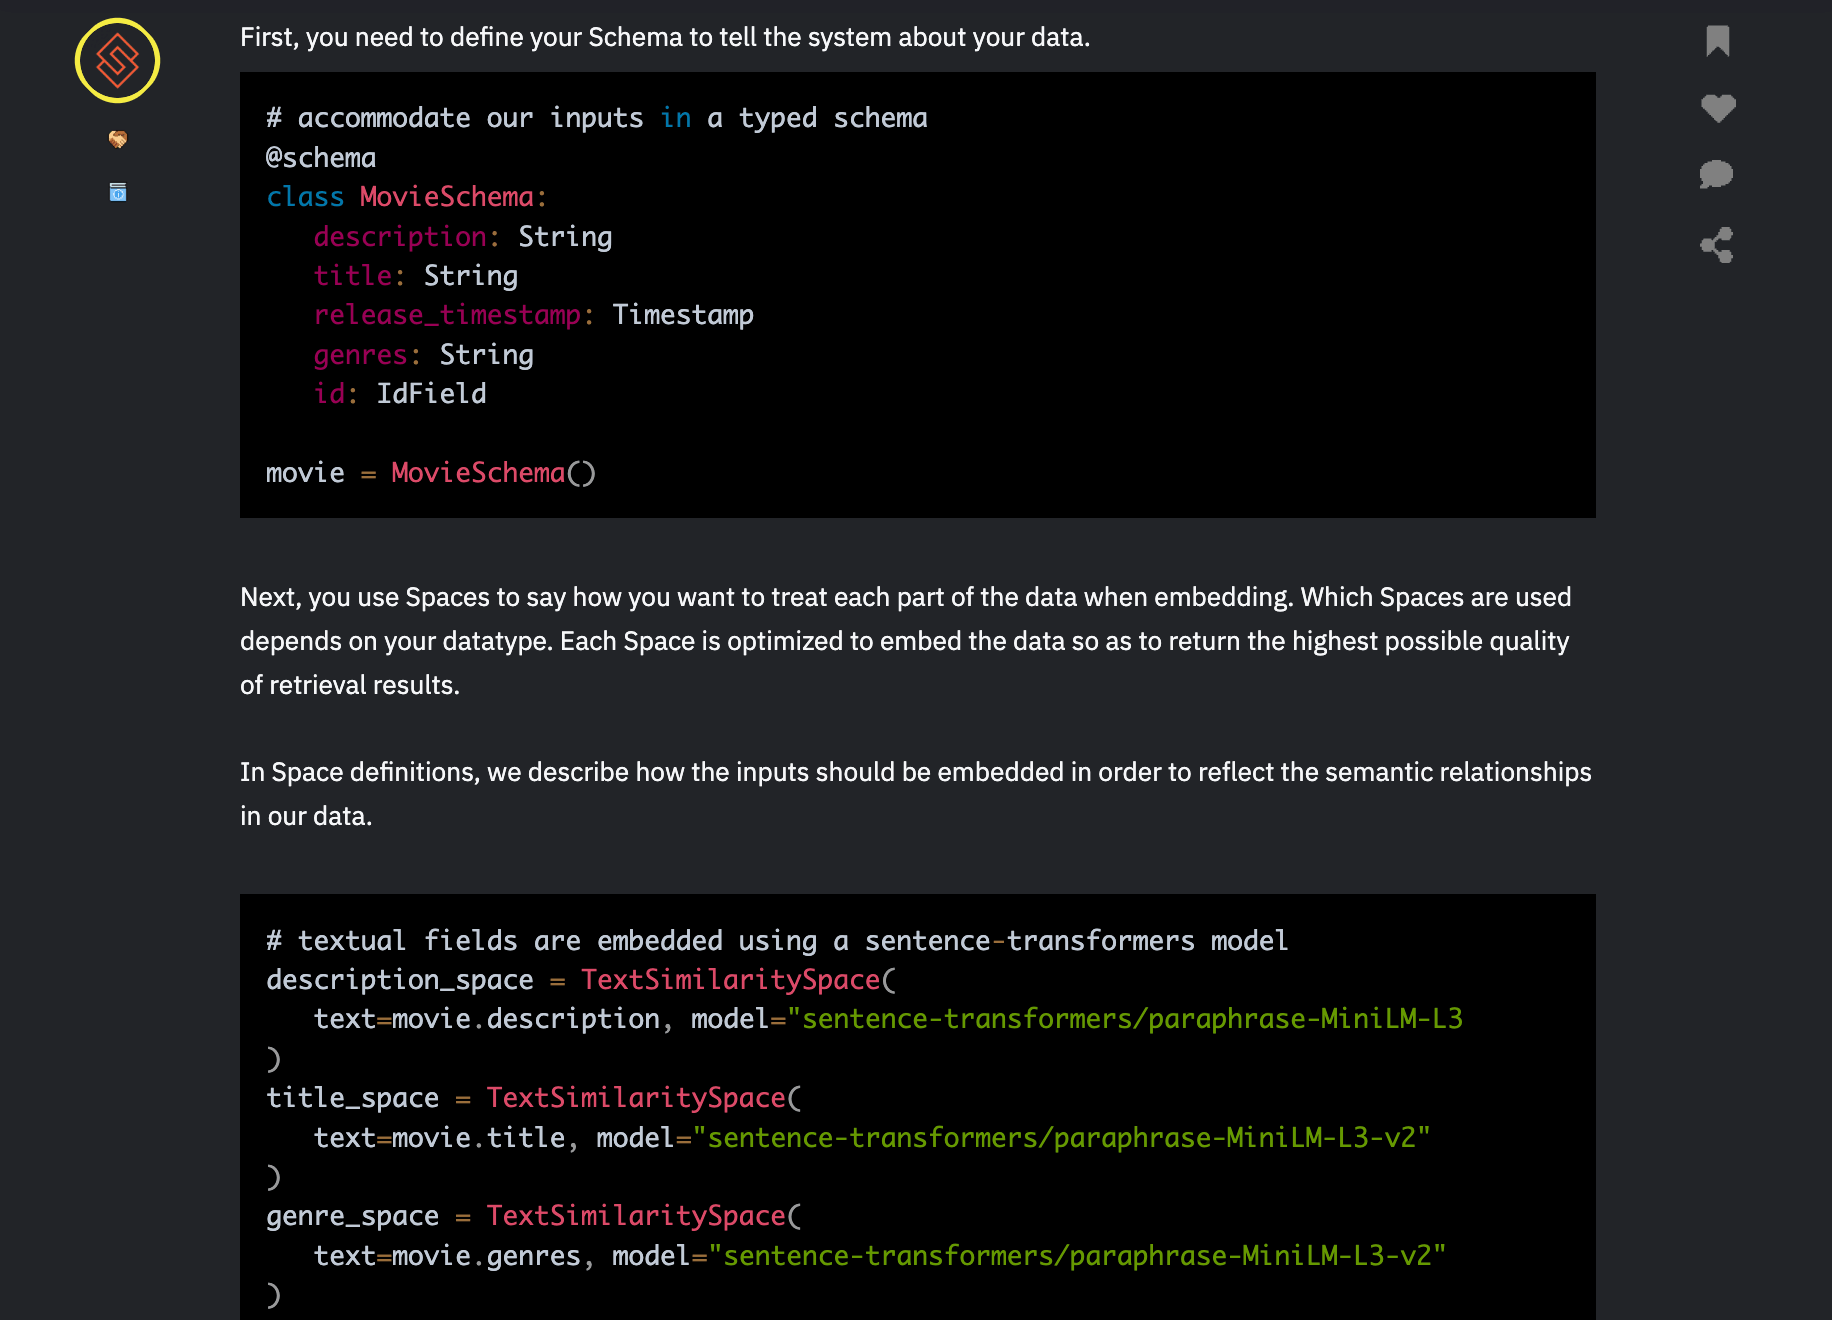 First, you need to define your Schema to tell the system about your data.
# accommodate our inputs in a typed schema
@schema
class MovieSchema:
   description: String
   title: String
   release_timestamp: Timestamp
   genres: String
   id: IdField
movie = MovieSchema()
Next, you use Spaces to say how you want to treat each part of the data when embedding. Which Spaces are used
depends on your datatype. Each Space is optimized to embed the data so as to return the highest possible quality
of retrieval results.
In Space definitions, we describe how the inputs should be embedded in order to reflect the semantic relationships
in our data.
# textual fields are embedded using a sentence-transformers model
description_space = TextSimilaritySpace(
   text=movie.description, model="sentence-transformers/paraphrase-MiniLM-L3
)
title_space = TextSimilaritySpace(
   text=movie.title, model="sentence-transformers/paraphrase-MiniLM-L3-v2"
)
genre_space = TextSimilaritySpace(
   text=movie.genres, model="sentence-transformers/paraphrase-MiniLM-L3-v2"
)